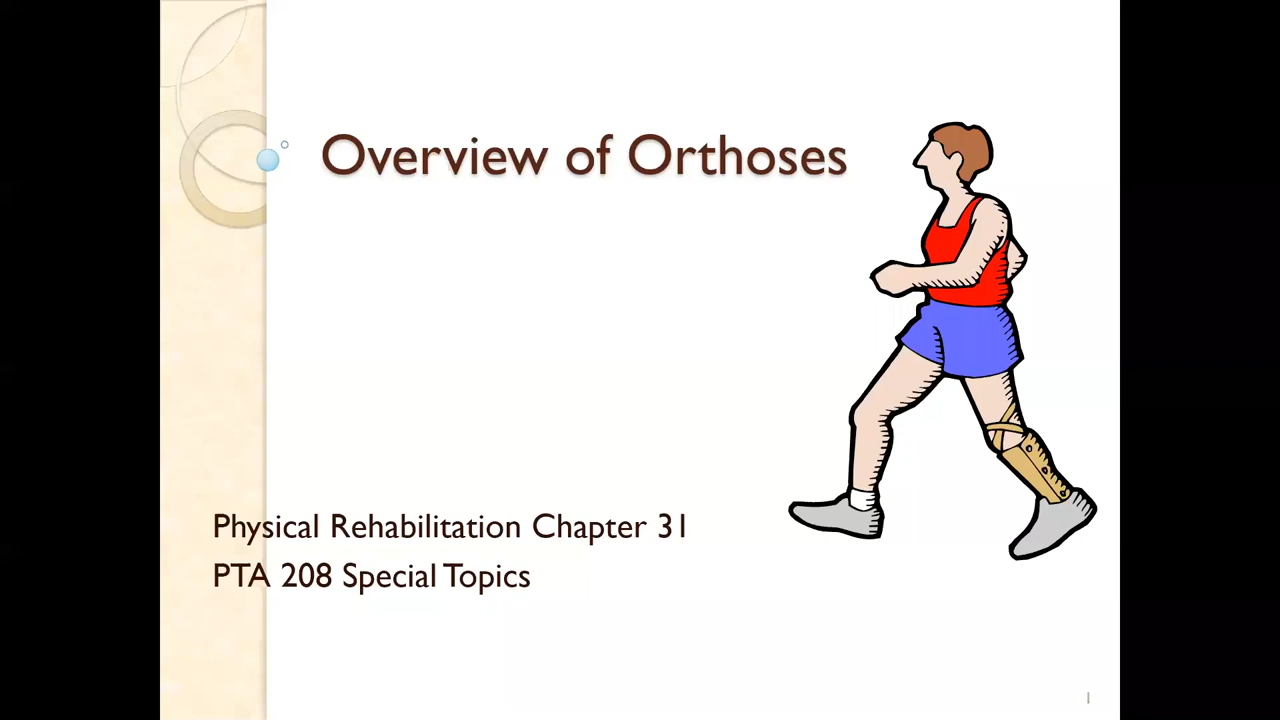 Overview of Orthoses
Physical Rehabilitation Chapter 31
PTA 208 Special Topics
1